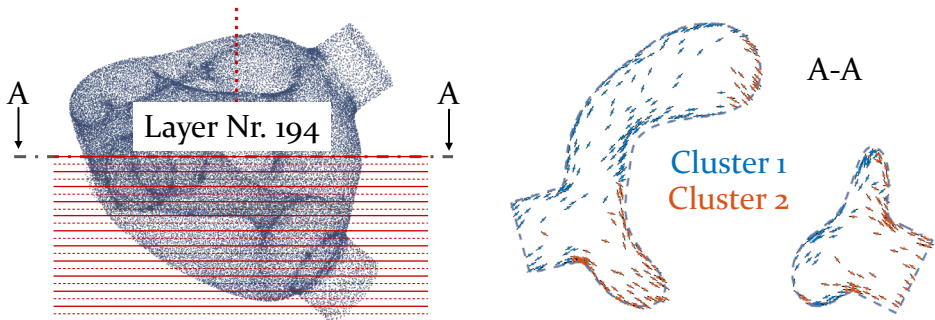 A
A
Layer Nr. 194
A-A
Cluster 1
Cluster 2